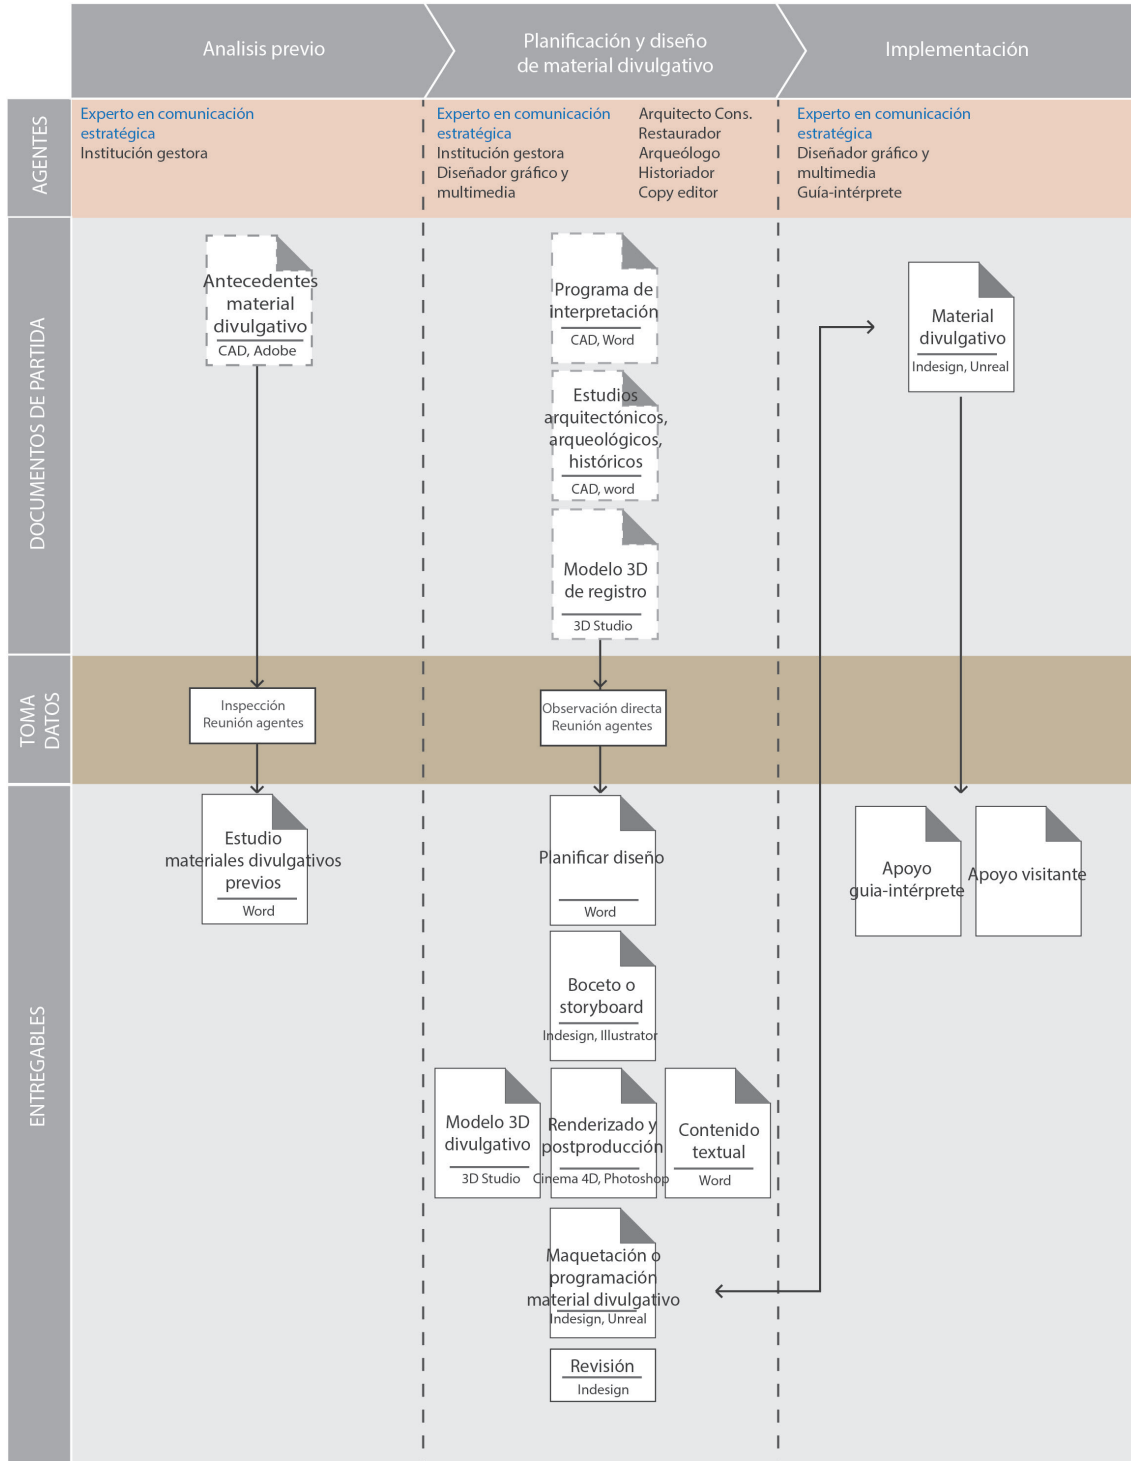 Analisis previo
Planificación y diseño
de material divulgativo
Implementación
AGENTES
Experto en comunicación
estratégica
Institución gestora
Experto en comunicación
estratégica
Institución gestora
Diseñador gráfico y
multimedia
Arquitecto Cons.
Restaurador
Arqueólogo
Historiador
Copy editor
Experto en comunicación
estratégica
Diseñador gráfico y
multimedia
Guía-intérprete
DOCUMENTOS DE PARTIDA
Antecedentes
material
divulgativo
CAD, Adobe
Programa de
interpretación
CAD, Word
Estudios
arquitectónicos,
arqueológicos,
históricos
CAD, word
Modelo 3D
de registro
3D Studio
Material
divulgativo
Indesign, Unreal
TOMA
DATOS
Inspección
Reunión agentes
Observación directa
Reunión agentes
ENTREGABLES
Estudio
materiales divulgativos
previos
Word
Planificar diseño
Word
Boceto o
storyboard
Indesign, Illustrator
Modelo 3D
divulgativo
3D Studio
Renderizado y
postproducción
Cinema 4D, Photoshop
Contenido
textual
Word
Maquetación o
programación
material divulgativo
Indesign, Unreal
Revisión
Indesign
Apoyo
guia-intérprete
Apoyo visitante